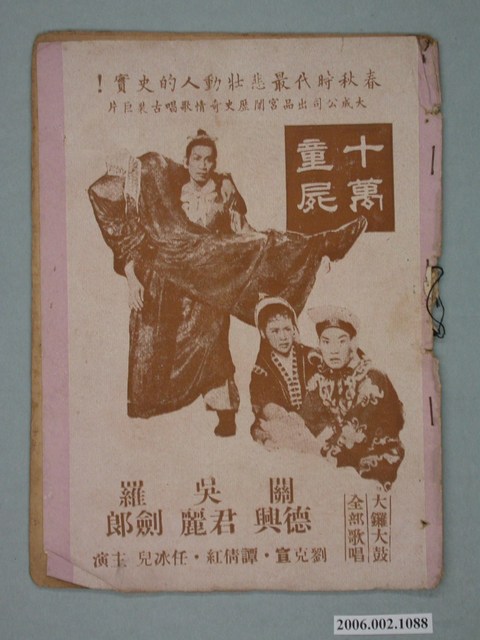 春秋時代最悲壯動人的史實！
大成公司出品宮闈歷史奇情歌唱古裝巨片
十萬
童屍
大鑼大鼓
全部歌唱
關德興
吳君麗
羅劍郎
劉克宣・譚倩紅・任冰兒 主演
2006.002.1088